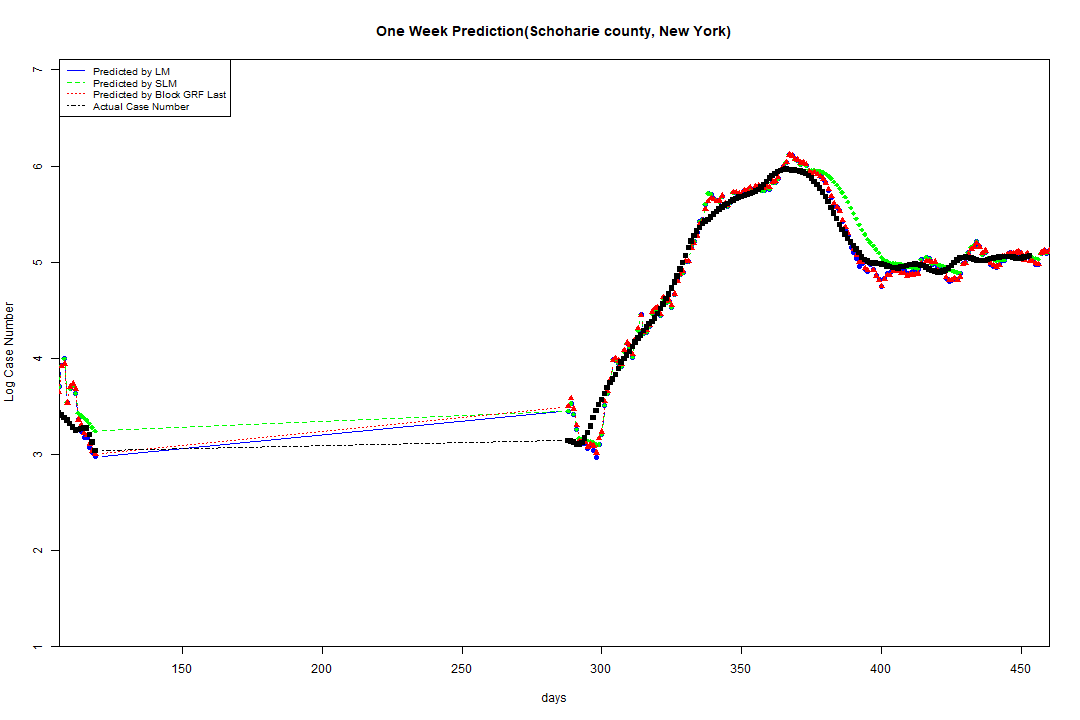 One Week Prediction(Schoharie county, New York)
Predicted by LM
Predicted by SLM
Predicted by Block GRF Last
Actual Case Number
Log Case Number
7
6
5
4
3
2
1
150 200 250 300 350 400 450
days